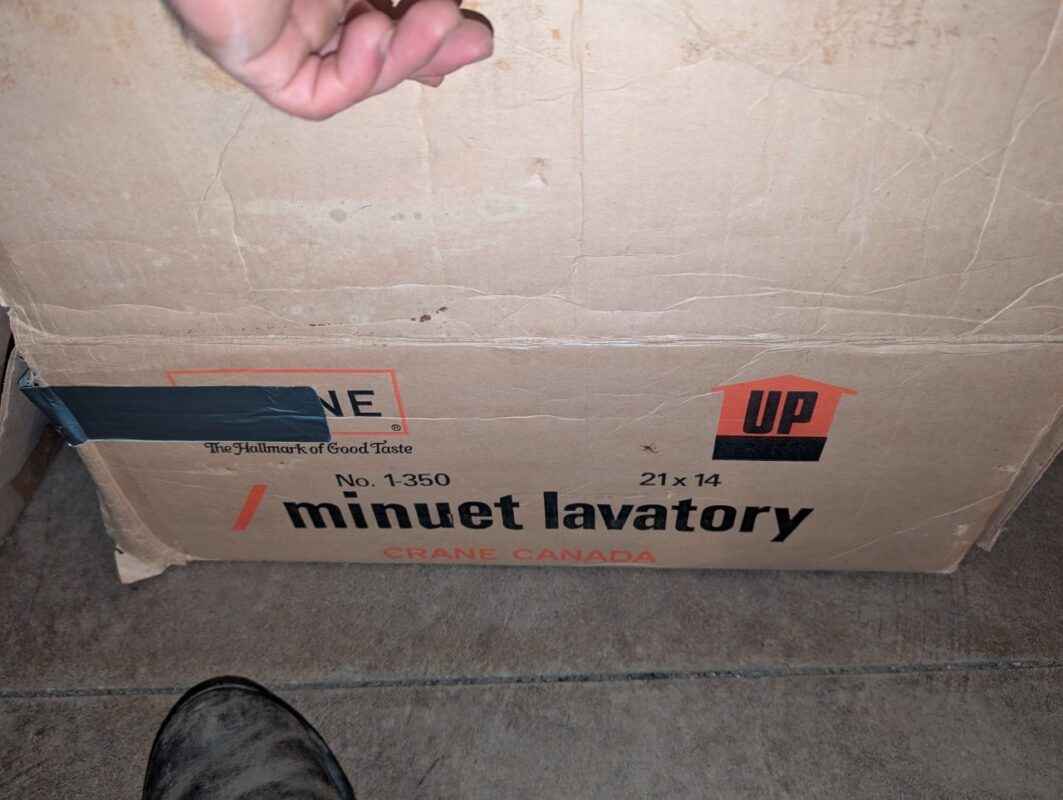 NE
®
UP
The Hallmark of Good Taste
No. 1-350
21 x 14
/ minuet lavatory
CRANE CANADA